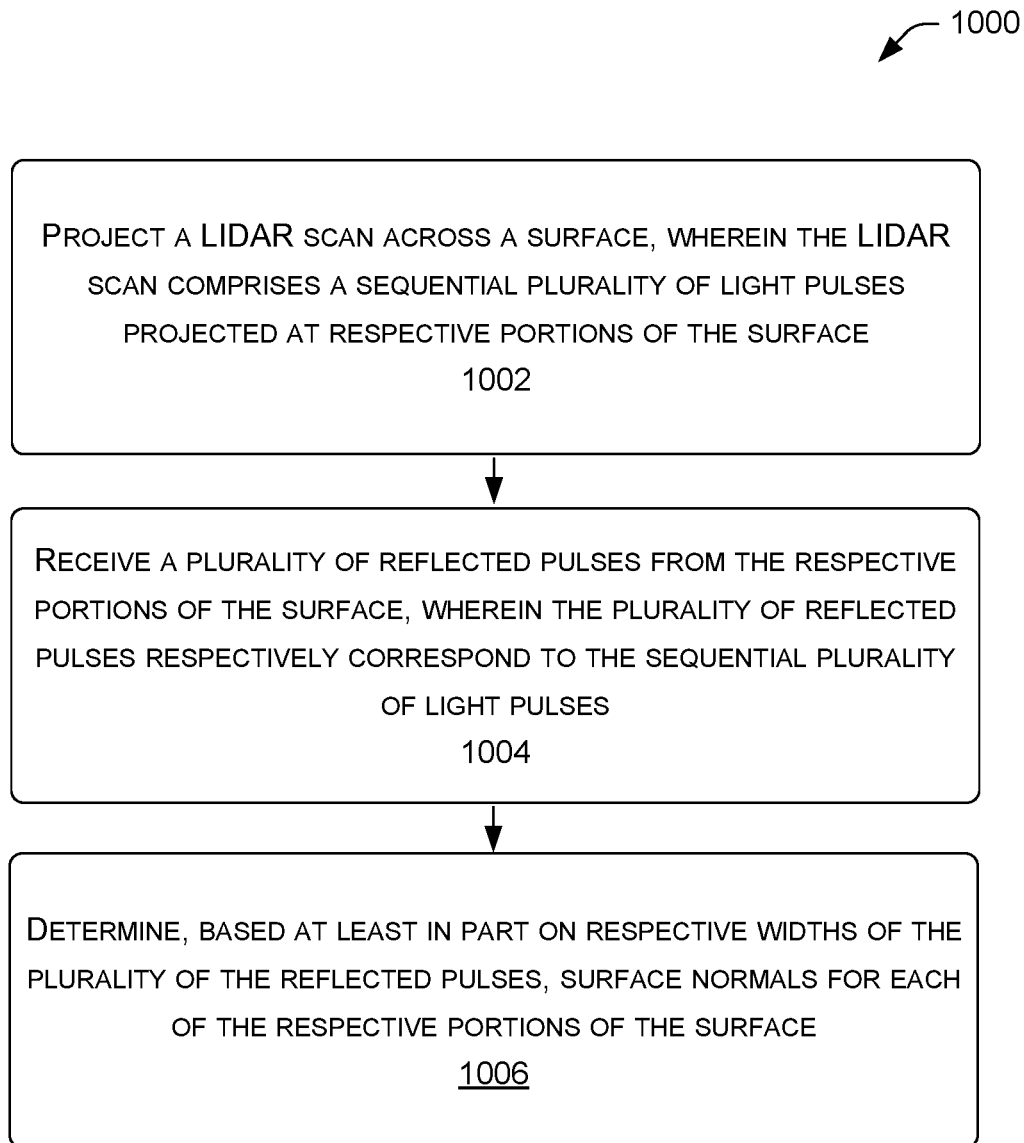 1000
PROJECT A LIDAR SCAN ACROSS A SURFACE, WHEREIN THE LIDAR
SCAN COMPRISES A SEQUENTIAL PLURALITY OF LIGHT PULSES
PROJECTED AT RESPECTIVE PORTIONS OF THE SURFACE
1002
RECEIVE A PLURALITY OF REFLECTED PULSES FROM THE RESPECTIVE
PORTIONS OF THE SURFACE, WHEREIN THE PLURALITY OF REFLECTED
PULSES RESPECTIVELY CORRESPOND TO THE SEQUENTIAL PLURALITY
OF LIGHT PULSES
1004
DETERMINE, BASED AT LEAST IN PART ON RESPECTIVE WIDTHS OF THE
PLURALITY OF THE REFLECTED PULSES, SURFACE NORMALS FOR EACH
OF THE RESPECTIVE PORTIONS OF THE SURFACE
1006